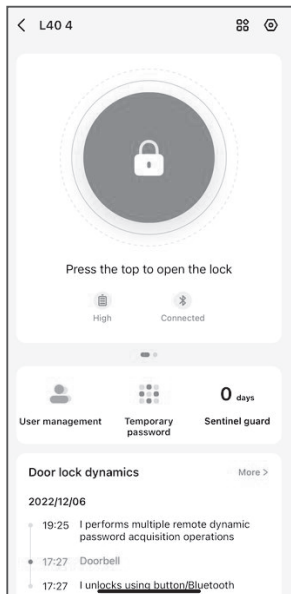 L40 4
Press the top to open the lock
High
Connected
User management
Temporary
password
0 days
Sentinel guard
Door lock dynamics
More >
2022/12/06
19:25 I performs multiple remote dynamic
password acquisition operations
17:27 Doorbell
17:27 I unlocks using button/Bluetooth